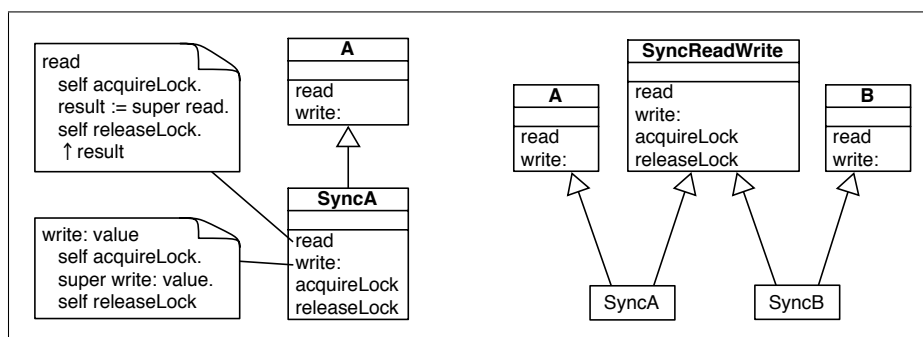 read
self acquireLock.
result := super read.
self releaseLock.
↑ result
write: value
self acquireLock.
super write: value.
self releaseLock
A
read
write:
SyncA
read
write:
acquireLock
releaseLock
A
read
write:
SyncReadWrite
read
write:
acquireLock
releaseLock
B
read
write:
SyncA
SyncB